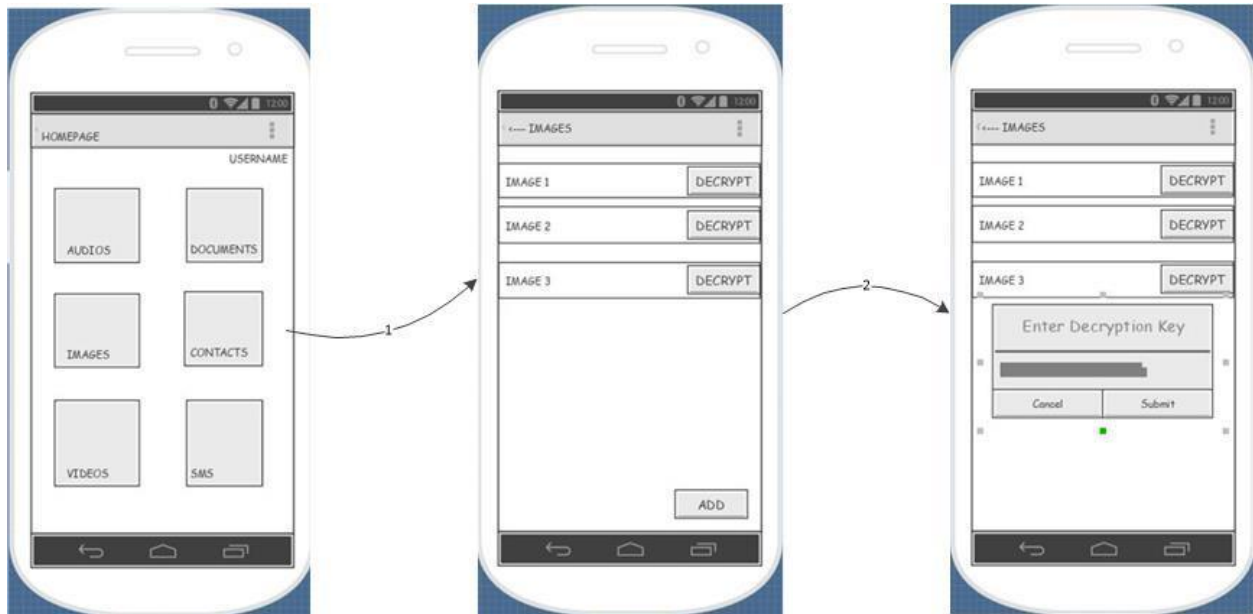 12:00
HOMEPAGE
USERNAME
AUDIOS
DOCUMENTS
IMAGES
CONTACTS
VIDEOS
SMS
1
12:00
<--- IMAGES
IMAGE 1
DECRYPT
IMAGE 2
DECRYPT
IMAGE 3
DECRYPT
ADD
2
12:00
<--- IMAGES
IMAGE 1
DECRYPT
IMAGE 2
DECRYPT
IMAGE 3
DECRYPT
Enter Decryption Key
Cancel
Submit